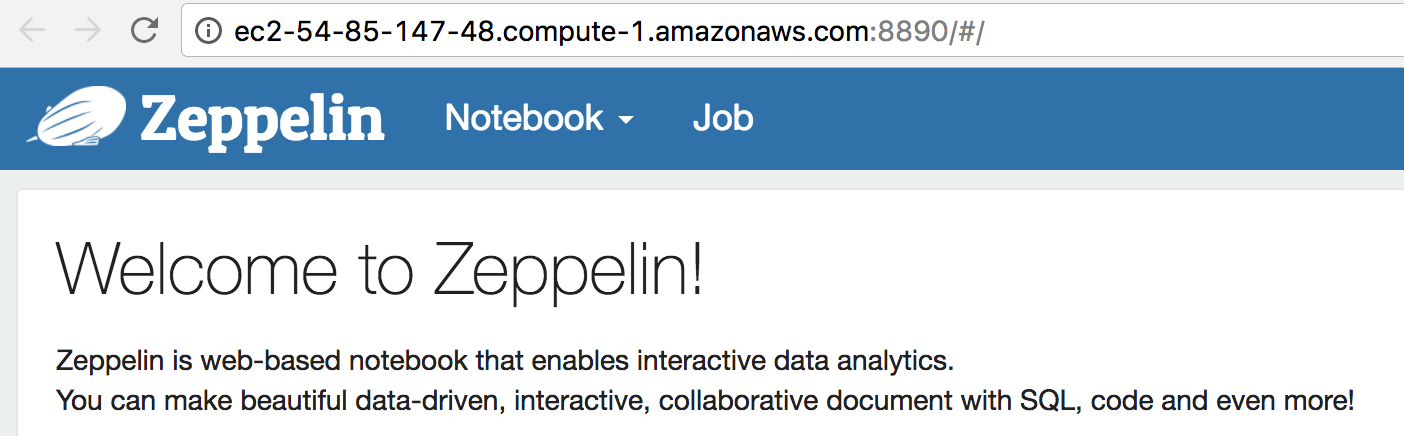 ec2-54-85-147-48.compute-1.amazonaws.com:8890/#/
Zeppelin Notebook Job
Welcome to Zeppelin!
Zeppelin is web-based notebook that enables interactive data analytics.
You can make beautiful data-driven, interactive, collaborative document with SQL, code and even more!